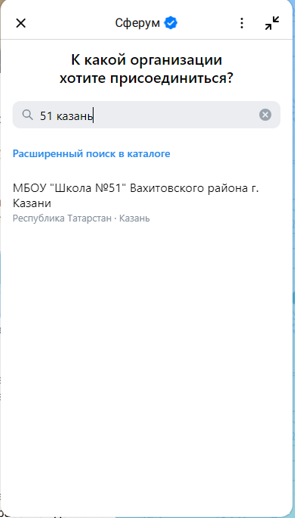 Сферум
К какой организации
хотите присоединиться?
51 казань
Расширенный поиск в каталоге
МБОУ "Школа №51" Вахитовского района г.
Казани
Республика Татарстан · Казань